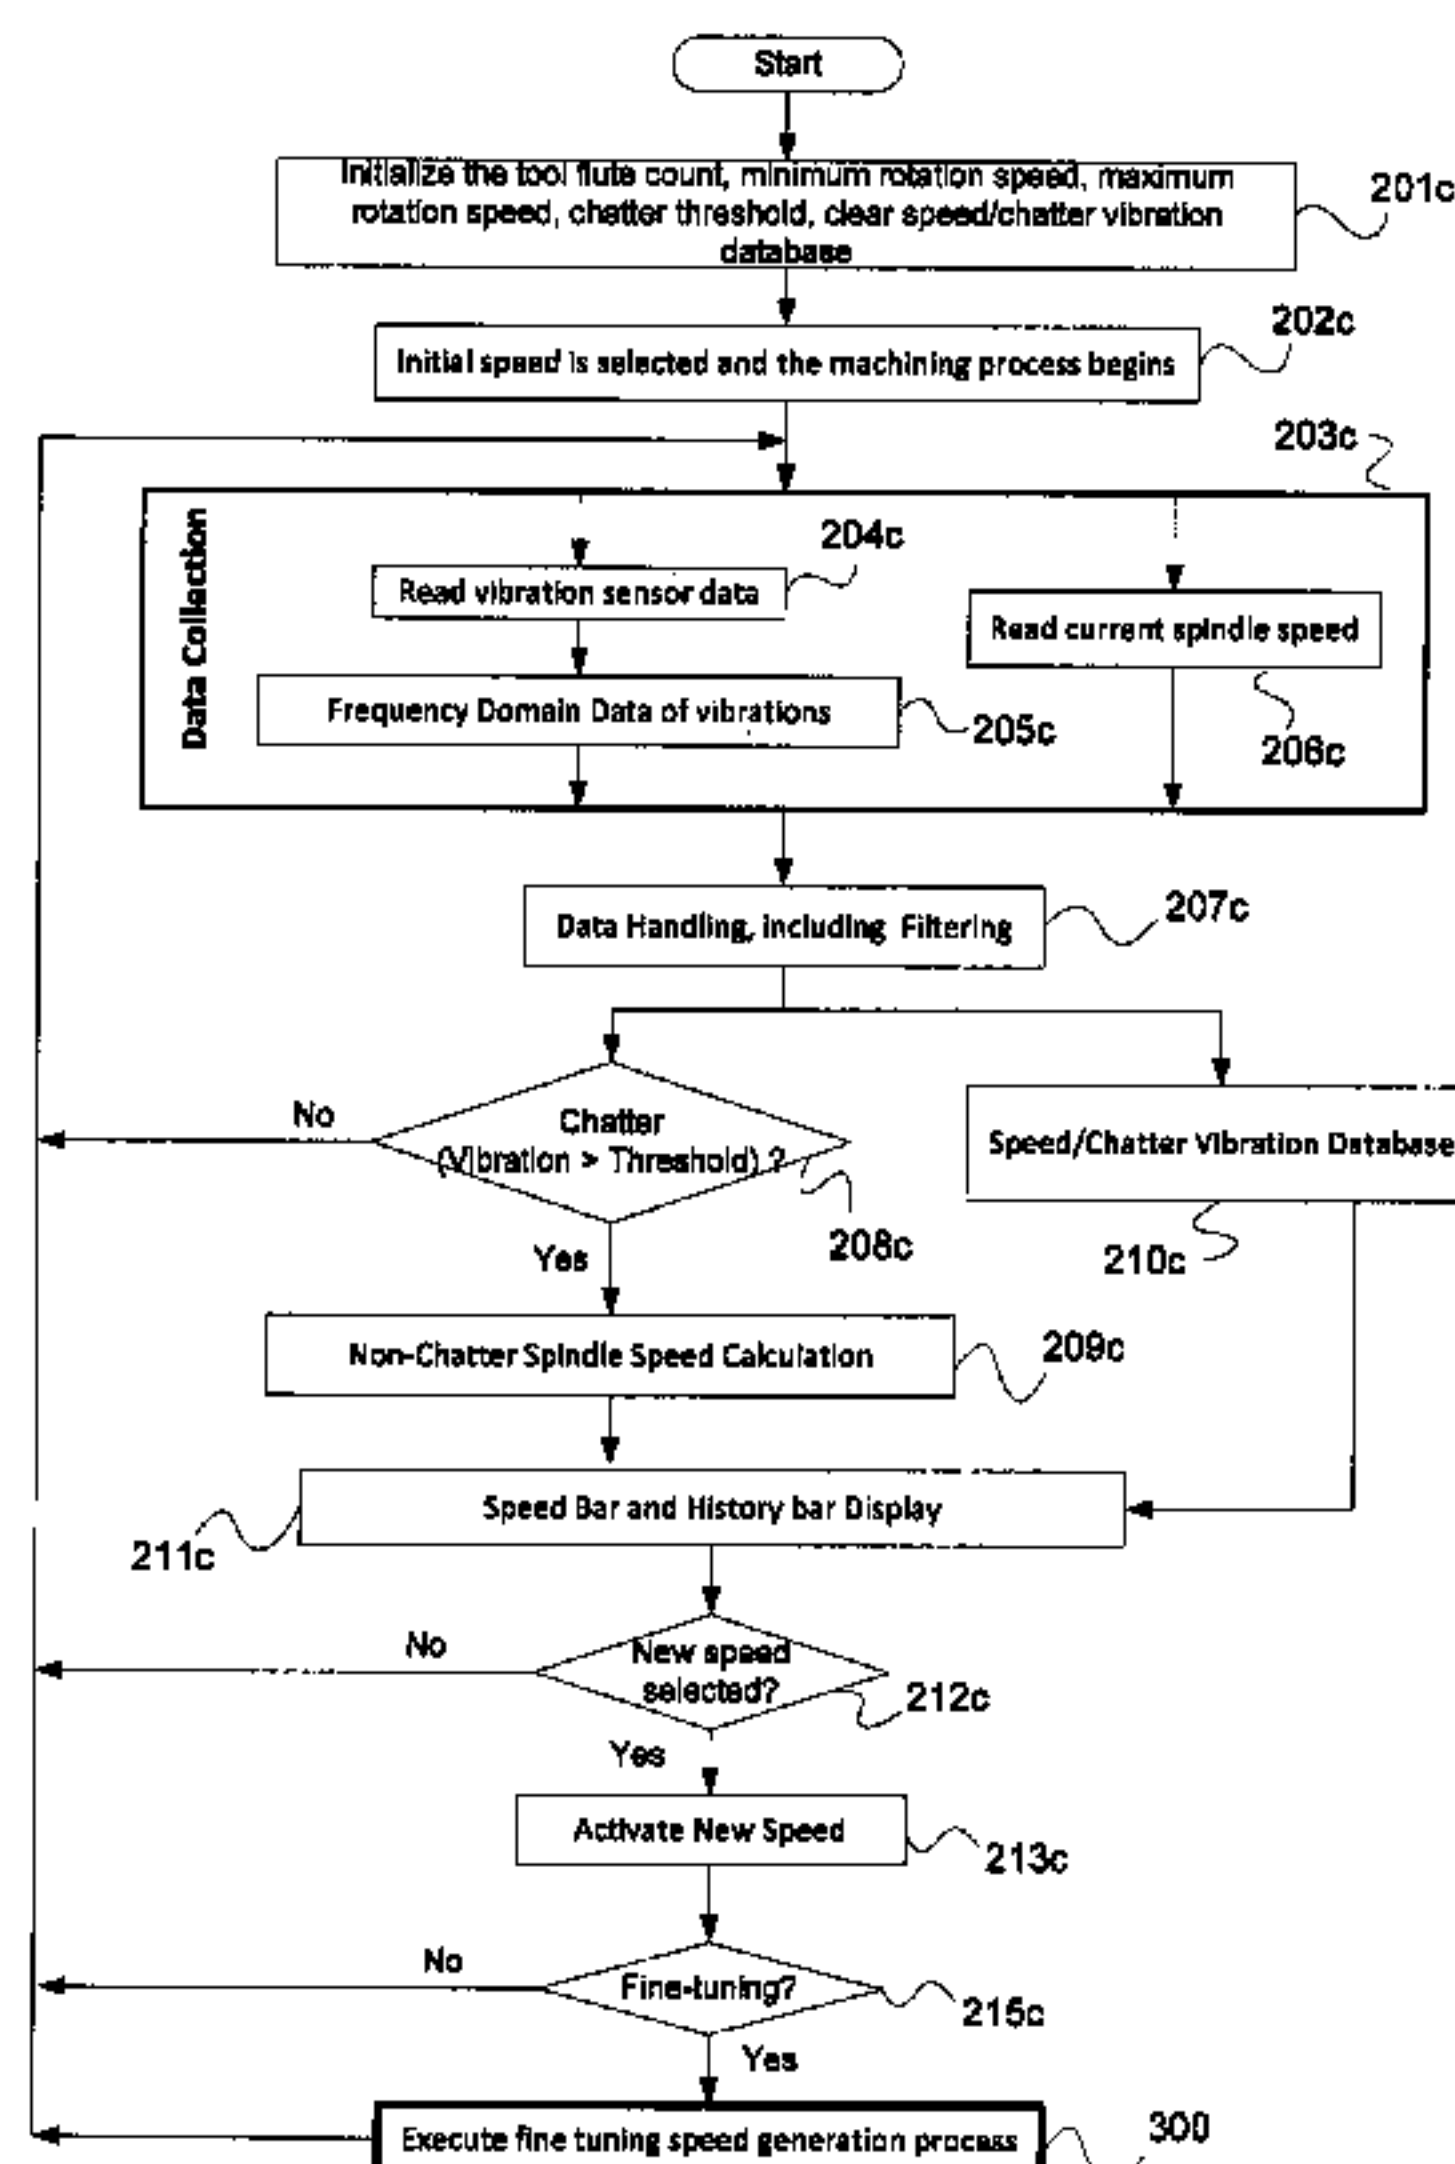 Start
Initialize the tool flute count, minimum rotation speed, maximum
rotation speed, chatter threshold, clear speed/chatter vibration
database
201c
Initial speed is selected and the machining process begins
202c
203c
Data Collection
Read vibration sensor data
204c
Read current spindle speed
Frequency Domain Data of vibrations
205c
206c
Data Handling, including Filtering
207c
Chatter
(Vibration > Threshold) ?
No
Yes
208c
Speed/Chatter Vibration Database
210c
Non-Chatter Spindle Speed Calculation
209c
Speed Bar and History bar Display
211c
New speed
selected?
No
212c
Yes
Activate New Speed
213c
Fine-tuning?
No
215c
Yes
Execute fine tuning speed generation process
300